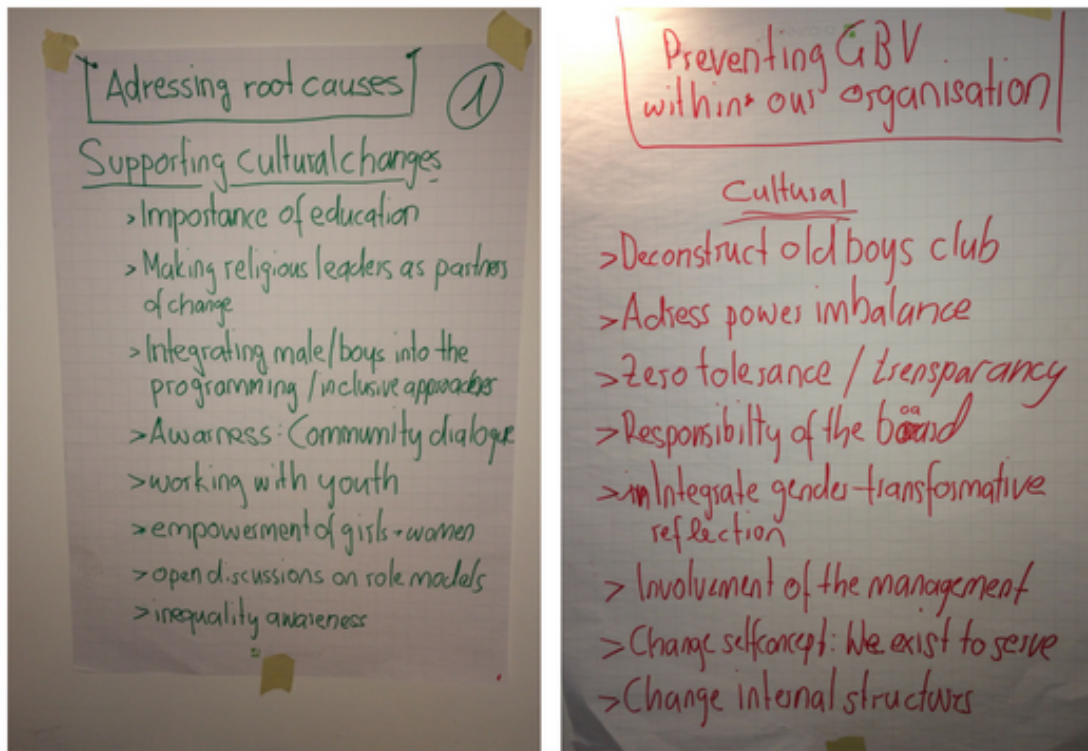 Adressing root causes
1
Supporting Culturalchanges
> Importance of education
> Making religious leaders as partners
of change
> Integrating male/boys into the
programming / inclusive approaches
> Awarness: Community dialogue
> working with youth
> empowerment of girls + women
> open discussions on role models
> inequality awareness
Preventing GBV
within our organisation
Cultural
> Deconstruct old boys club
> Adress power imbalance
> Zero tolerance / transparancy
> Responsibilty of the board
> Integrate gender-transformative
reflection
> Involvement of the management
> Change selfconcept: We exist to serve
> Change internal structures